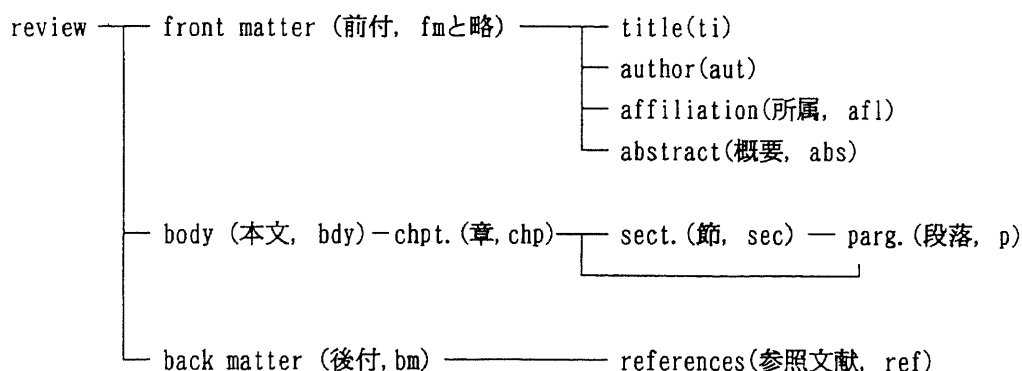 review front matter (前付, fmと略) title(ti)
author(aut)
affiliation(所属, afl)
abstract(概要, abs)
body (本文, bdy) chpt.(章,chp) sect.(節, sec) parg.(段落, p)
back matter (後付,bm) references(参照文献, ref)